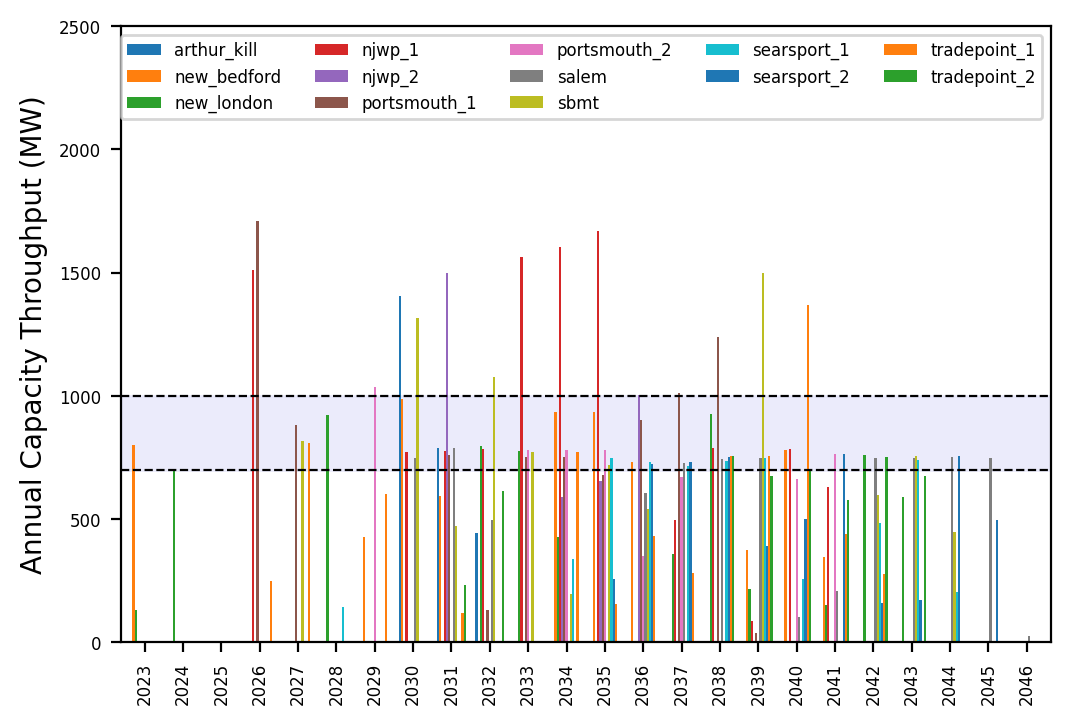 2500
2000
1500
1000
500
0
Annual Capacity Throughput (MW)
arthur_kill njwp_1 portsmouth_2 searsport_1 tradepoint_1
new_bedford njwp_2 salem searsport_2 tradepoint_2
new_london portsmouth_1 sbmt
2023 2024 2025 2026 2027 2028 2029 2030 2031 2032 2033 2034 2035 2036 2037 2038 2039 2040 2041 2042 2043 2044 2045 2046